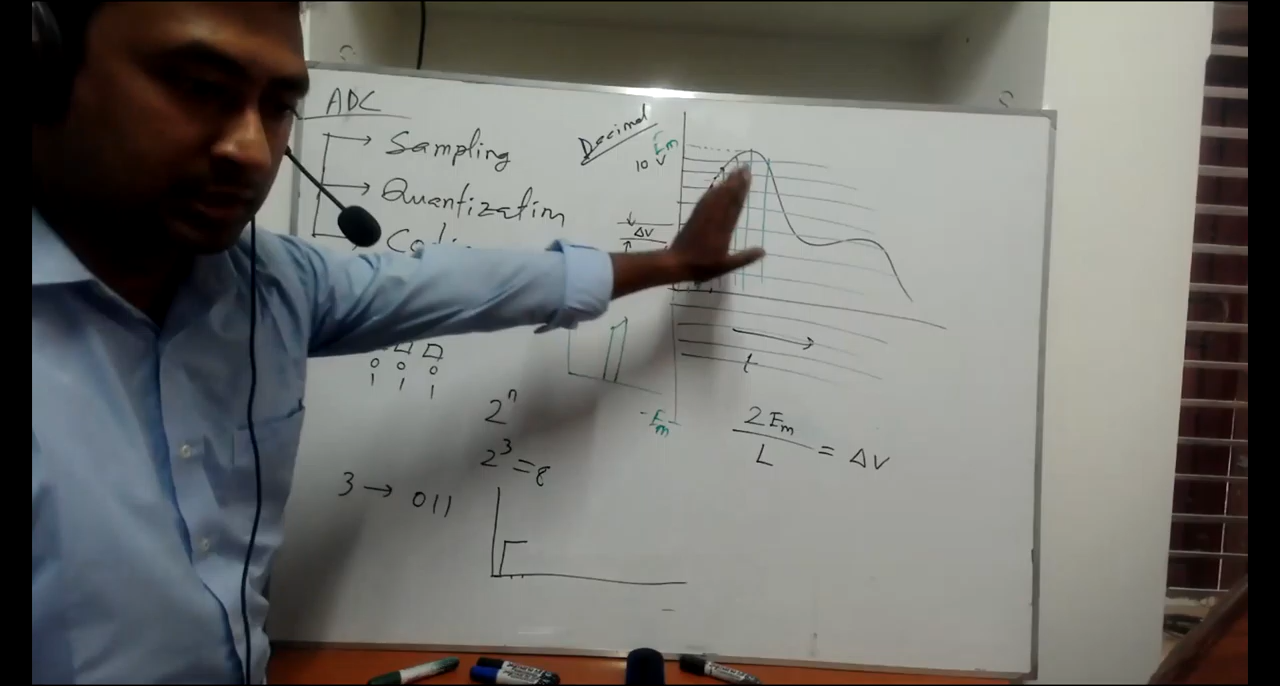 ADC
Sampling
Quantization
Decimal
Em
10 V
ΔV
0 0 0
1 1 1
2^n
2^3 = 8
3 → 011
-Em
t
2Em / L = ΔV